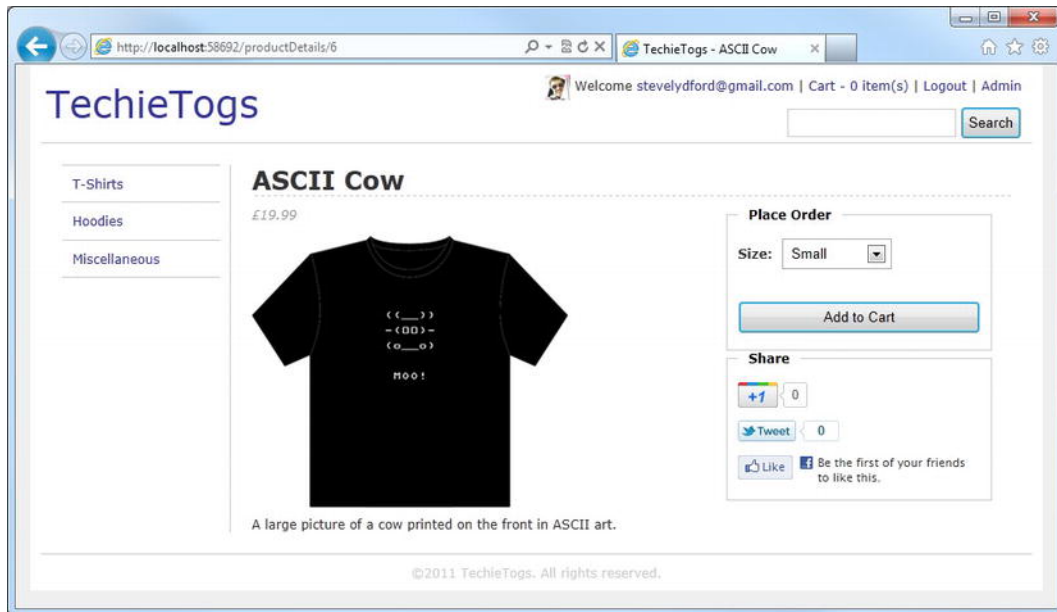 http://localhost:58692/productDetails/6
TechieTogs - ASCII Cow
TechieTogs
Welcome stevelydford@gmail.com | Cart - 0 item(s) | Logout | Admin
Search
T-Shirts
Hoodies
Miscellaneous
ASCII Cow
£19.99
((__))
-(00)-
(o__o)
MOO!
A large picture of a cow printed on the front in ASCII art.
Place Order
Size: Small
Add to Cart
Share
+1 0
Tweet 0
Like
Be the first of your friends
to like this.
©2011 TechieTogs. All rights reserved.